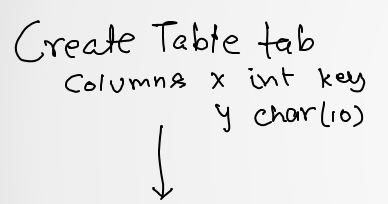 Create Table tab
Columns x int key
y char(10)